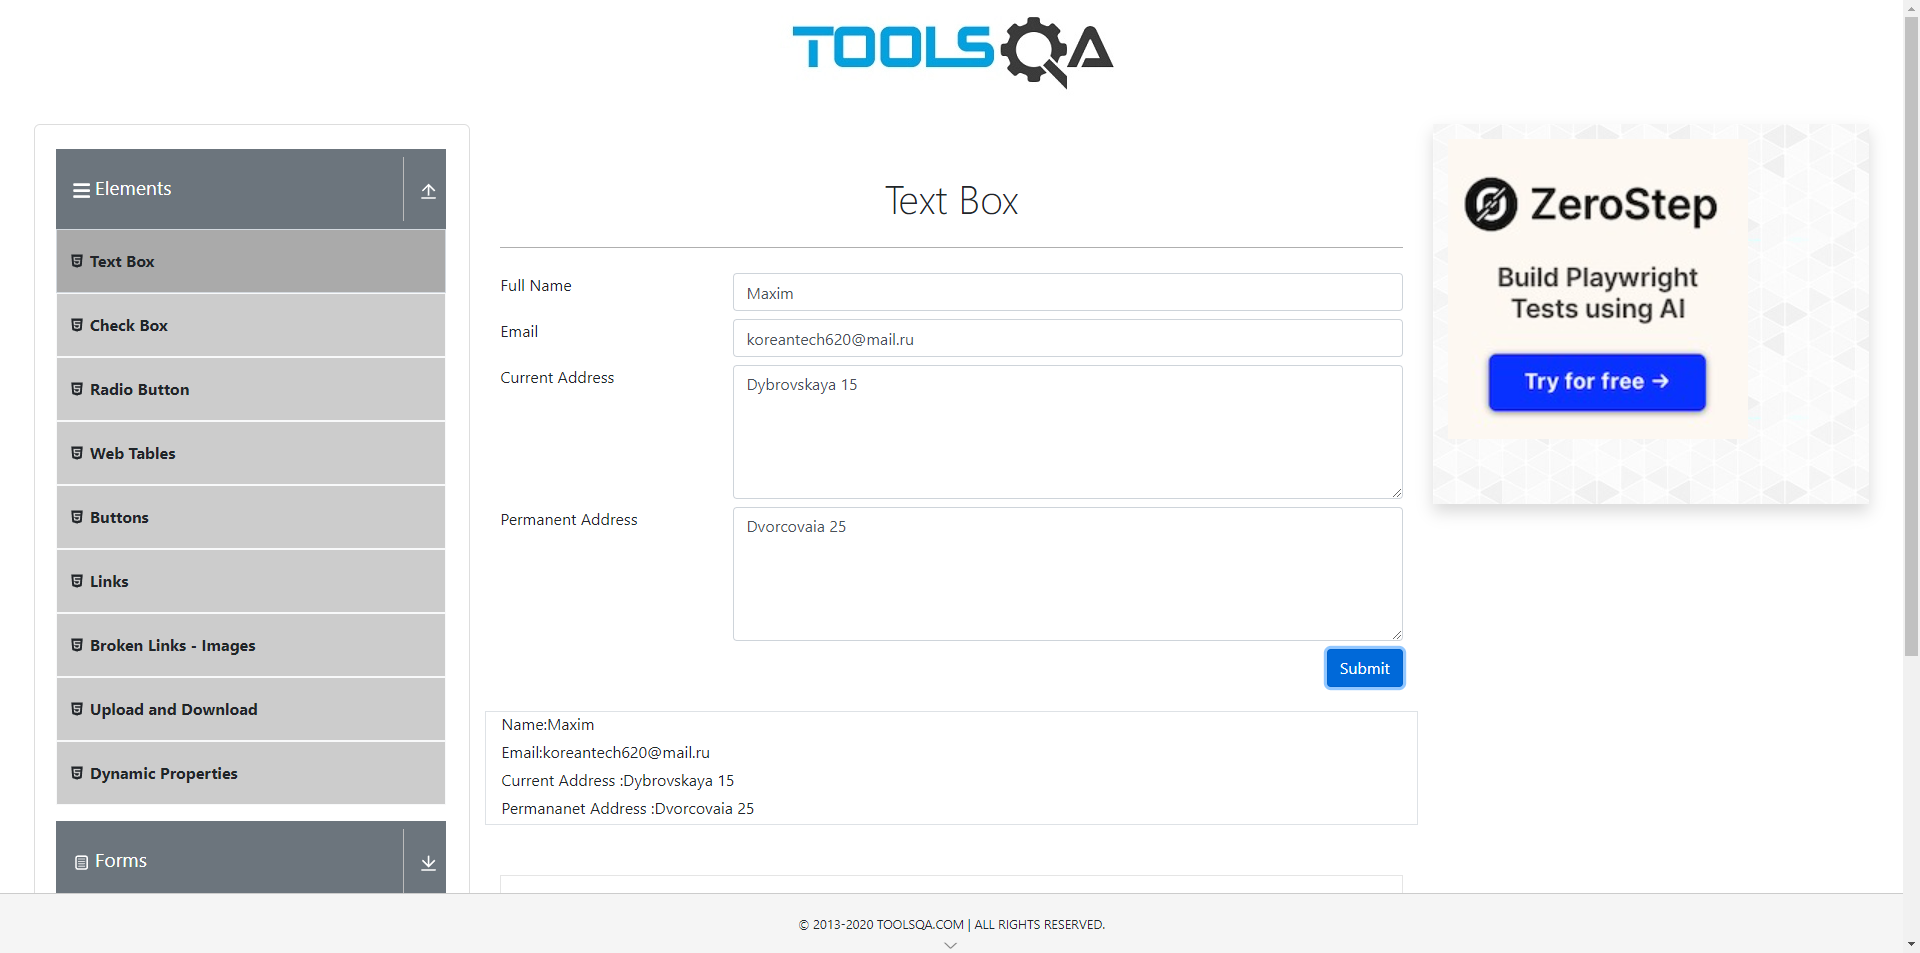 TOOLSQA
Elements
Text Box
Check Box
Radio Button
Web Tables
Buttons
Links
Broken Links - Images
Upload and Download
Dynamic Properties
Forms
Text Box
Full Name
Maxim
Email
koreantech620@mail.ru
Current Address
Dybrovskaya 15
Permanent Address
Dvorcovaia 25
Submit
Name:Maxim
Email:koreantech620@mail.ru
Current Address :Dybrovskaya 15
Permananet Address :Dvorcovaia 25
ZeroStep
Build Playwright
Tests using AI
Try for free →
© 2013-2020 TOOLSQA.COM | ALL RIGHTS RESERVED.